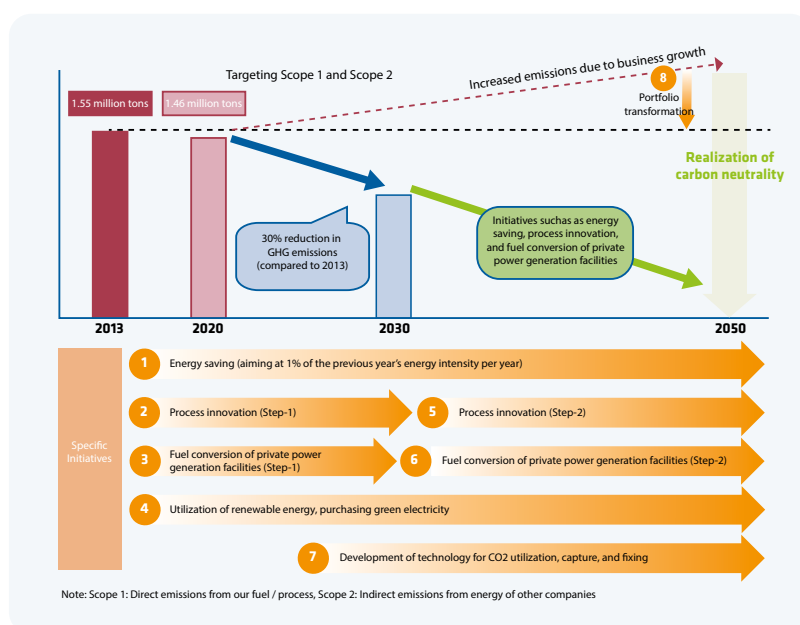 Targeting Scope 1 and Scope 2
Increased emissions due to business growth
1.55 million tons
1.46 million tons
8
Portfolio
transformation
Realization of
carbon neutrality
30% reduction in
GHG emissions
(compared to 2013)
Initiatives suchas as energy
saving, process innovation,
and fuel conversion of private
power generation facilities
2013
2020
2030
2050
Specific
Initiatives
1 Energy saving (aiming at 1% of the previous year's energy intensity per year)
2 Process innovation (Step-1)
5 Process innovation (Step-2)
3 Fuel conversion of private power
generation facilities (Step-1)
6 Fuel conversion of private power generation facilities (Step-2)
4 Utilization of renewable energy, purchasing green electricity
7 Development of technology for CO2 utilization, capture, and fixing
Note: Scope 1: Direct emissions from our fuel / process, Scope 2: Indirect emissions from energy of other companies